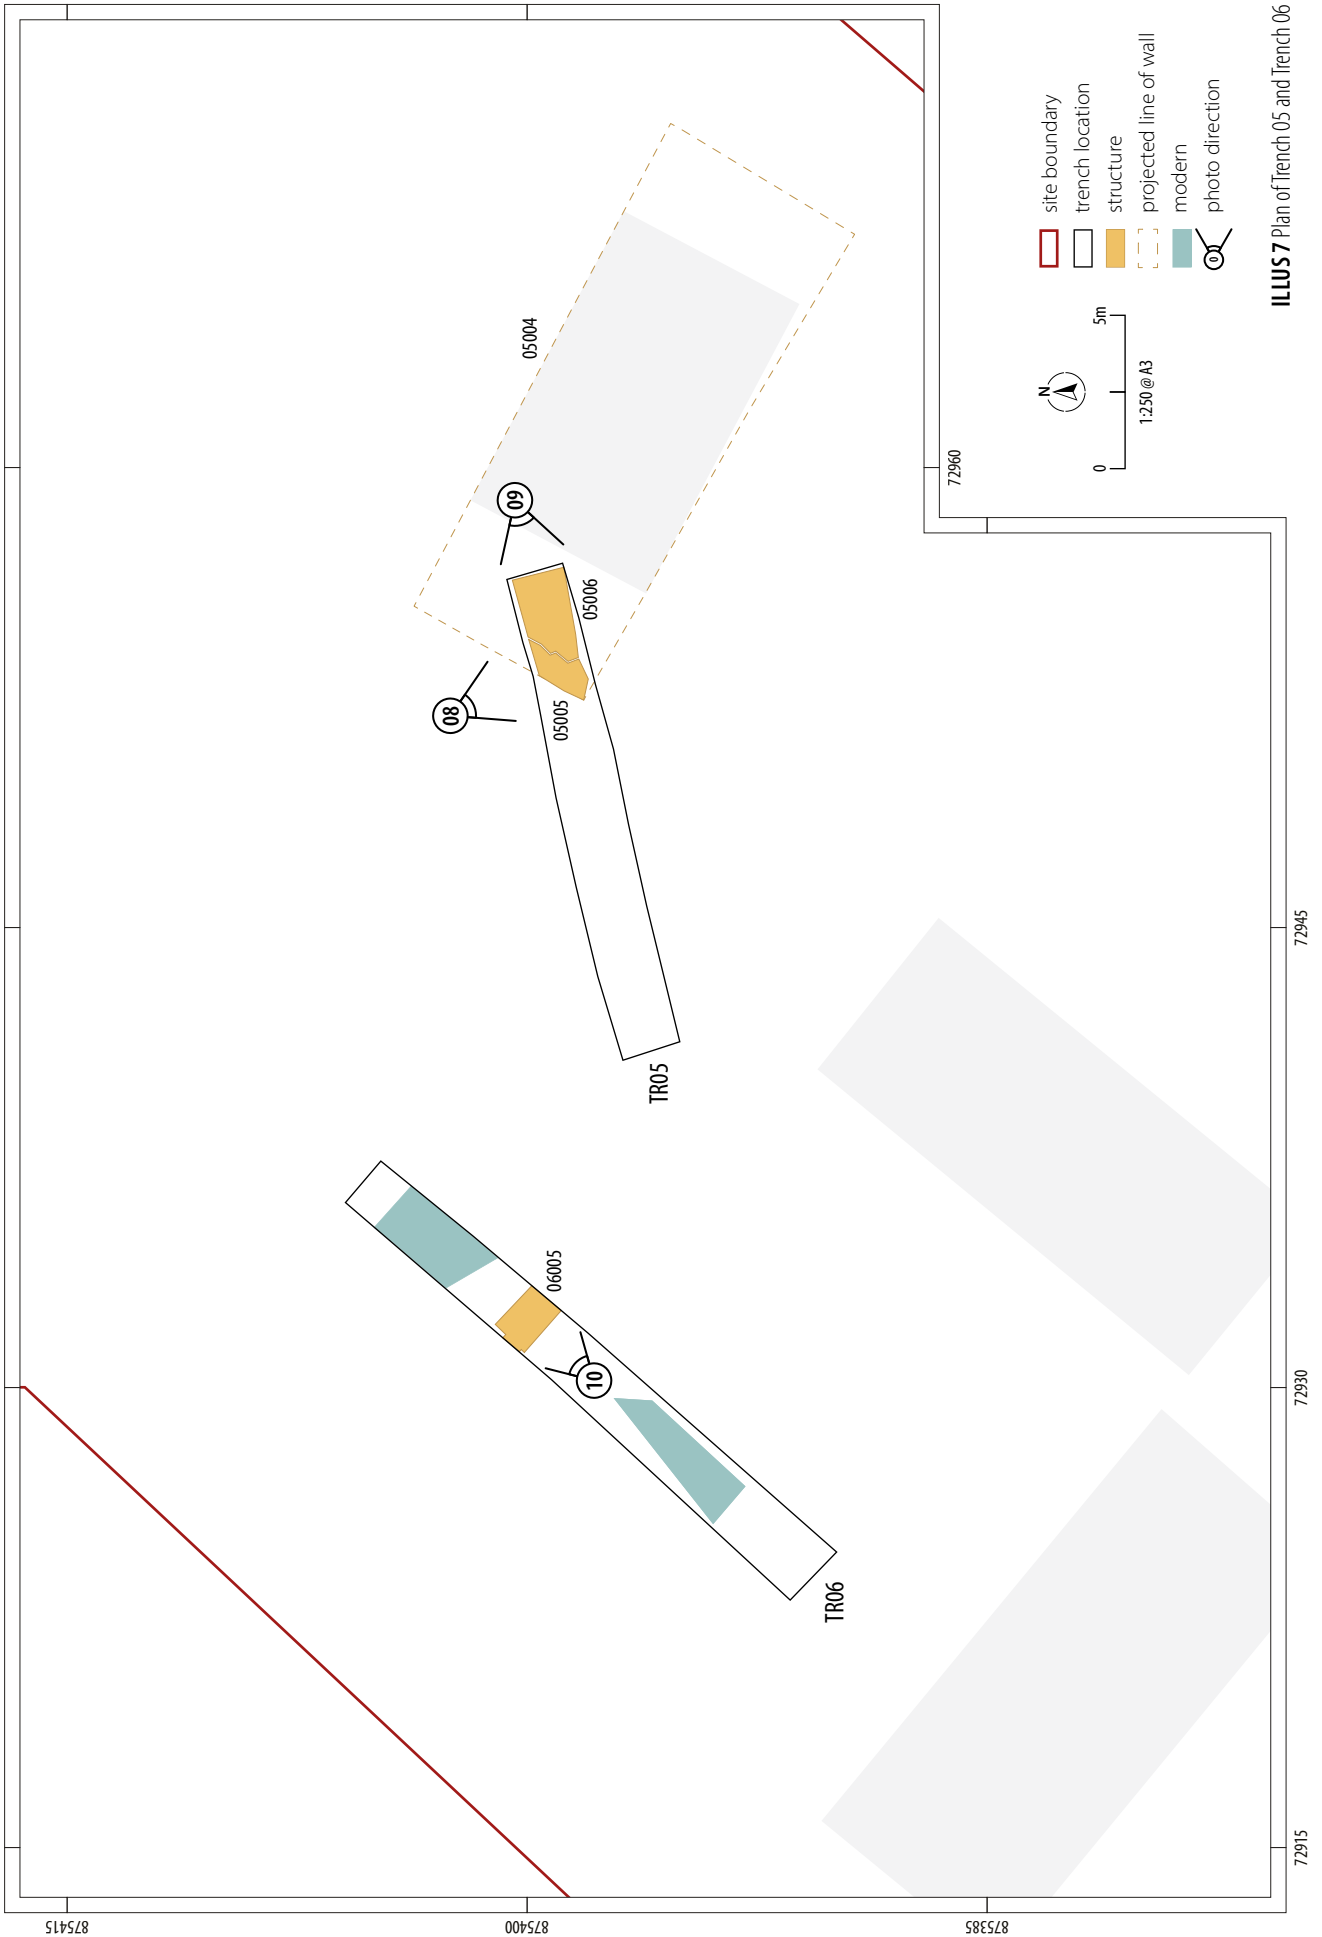 875415
875400
875385
72915
72930
72945
72960
TR06
06005
10
TR05
05005
05006
08
09
05004
N
0
5m
1:250 @ A3
site boundary
trench location
structure
projected line of wall
modern
0
photo direction
ILLUS 7 Plan of Trench 05 and Trench 06